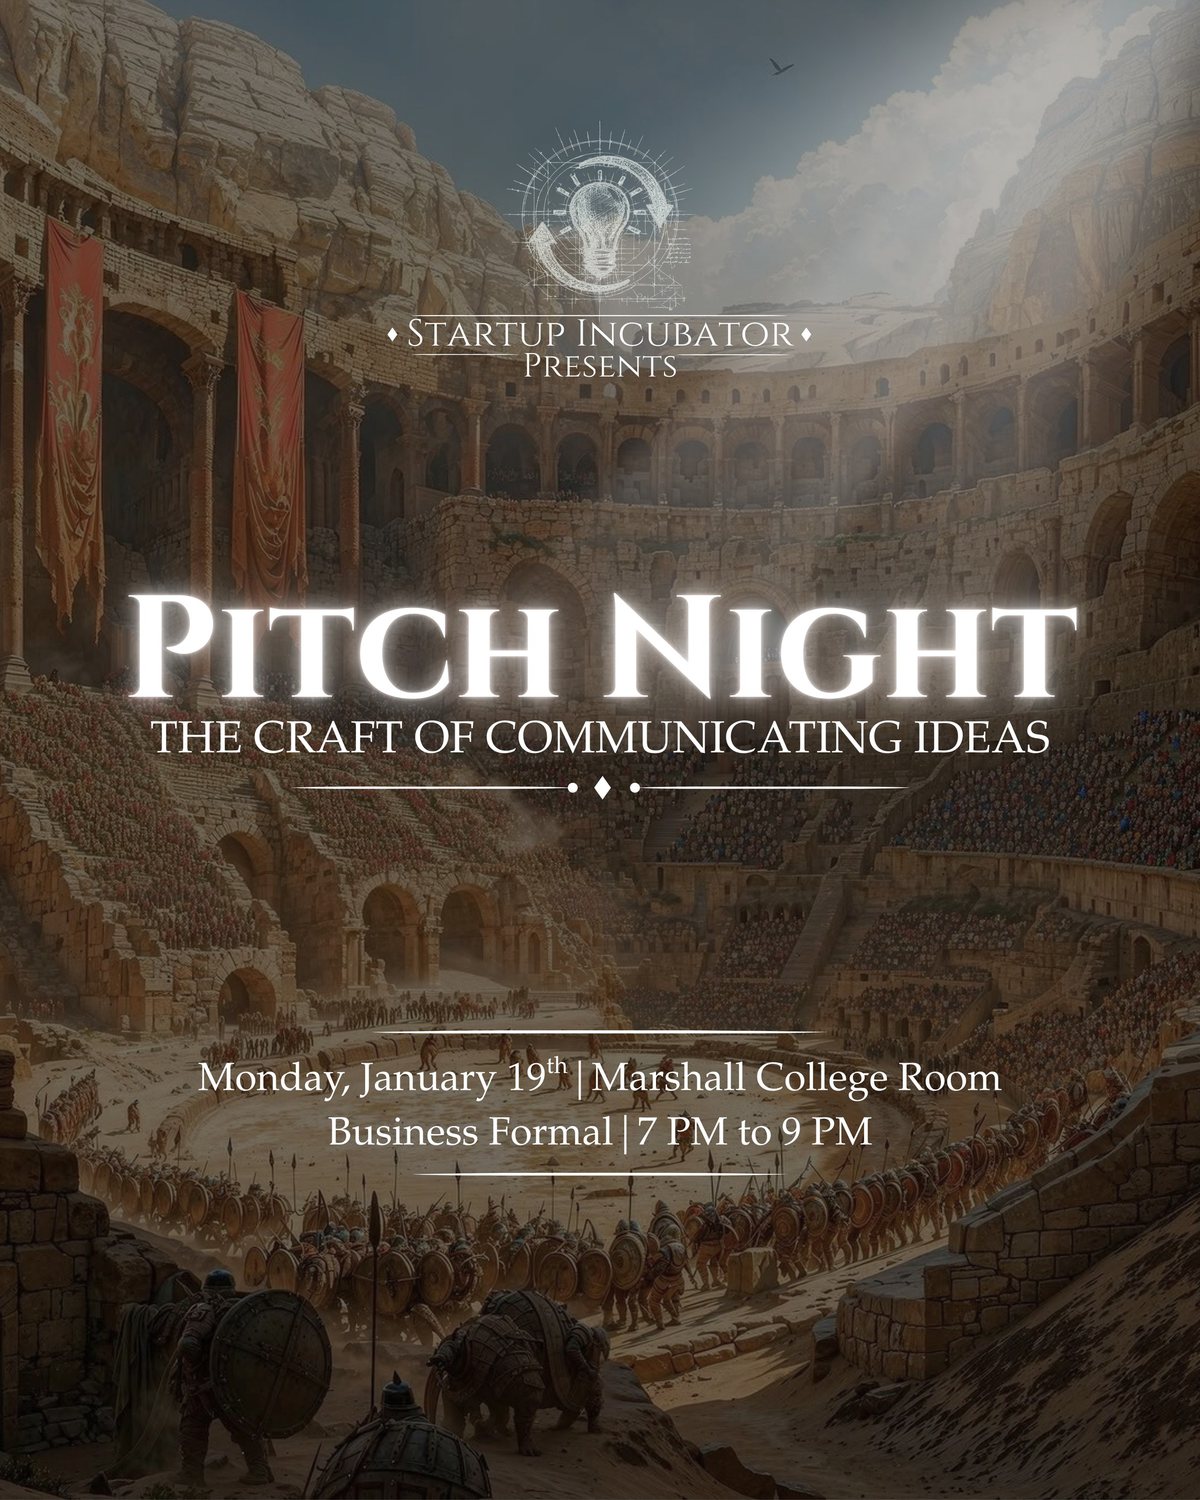 Startup Incubator
Presents
Pitch Night
THE CRAFT OF COMMUNICATING IDEAS
Monday, January 19th|Marshall College Room
Business Formal|7 PM to 9 PM